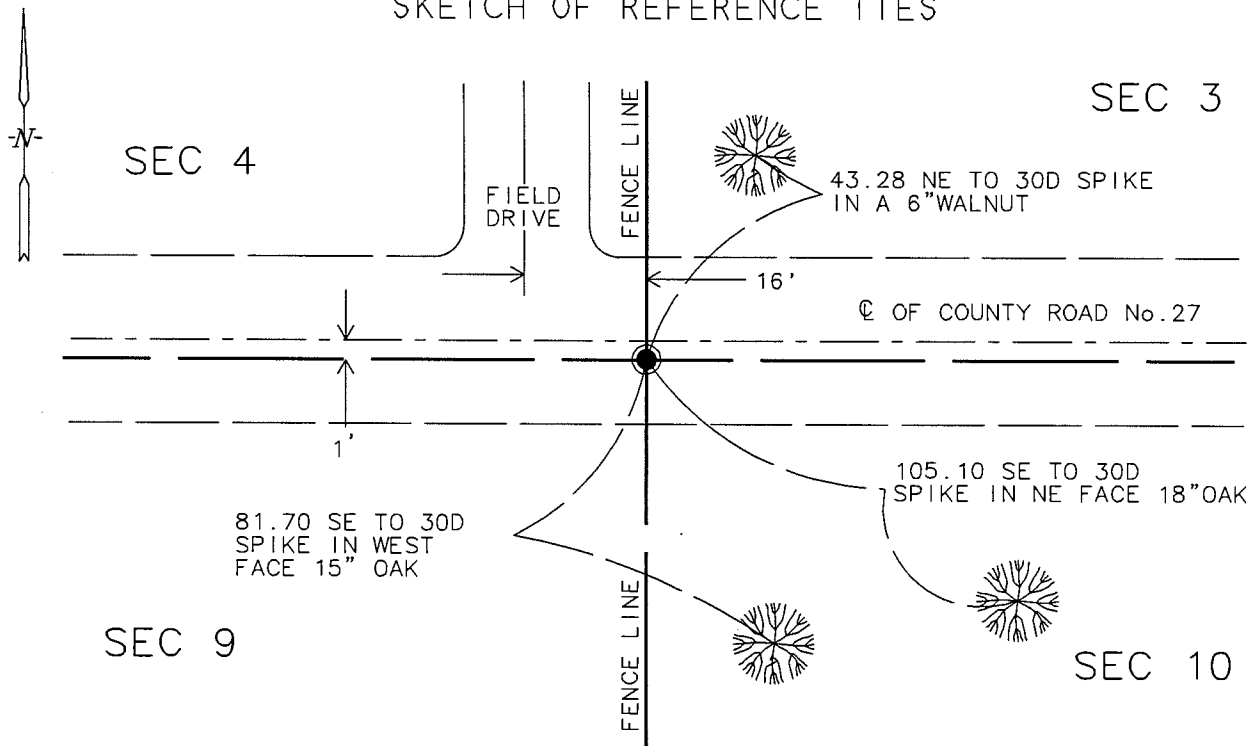 SKETCH OF REFERENCE TIES
SEC 3
-N-
SEC 4
FIELD
DRIVE
FENCE LINE
43.28 NE TO 30D SPIKE
IN A 6"WALNUT
16'
℄ OF COUNTY ROAD No.27
1'
105.10 SE TO 30D
SPIKE IN NE FACE 18"OAK
81.70 SE TO 30D
SPIKE IN WEST
FACE 15" OAK
FENCE LINE
SEC 9
SEC 10